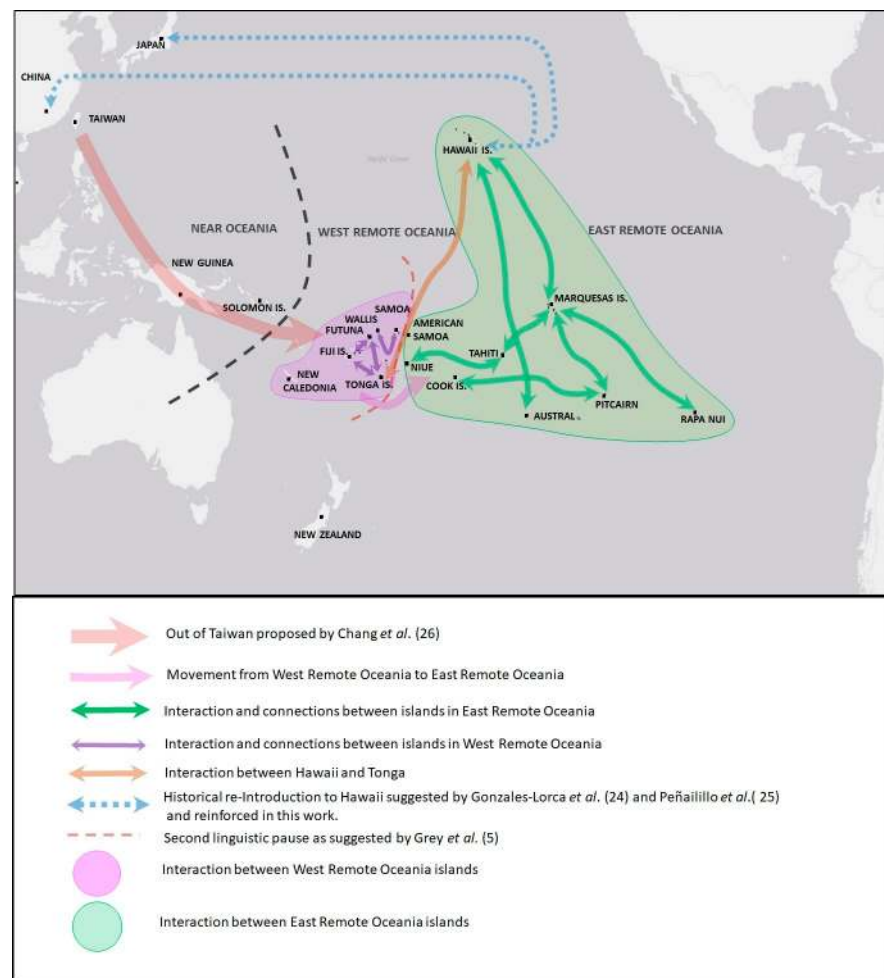 JAPAN
CHINA
TAIWAN
HAWAII IS.
NEAR OCEANIA
WEST REMOTE OCEANIA
EAST REMOTE OCEANIA
NEW GUINEA
SOLOMON IS.
MARQUESAS IS.
SAMOA
WALLIS
FUTUNA
AMERICAN
SAMOA
FIJI IS.
TAHITI
NIUE
NEW
CALEDONIA
TONGA IS.
COOK IS.
PITCAIRN
AUSTRAL
RAPA NUI
NEW ZEALAND
Out of Taiwan proposed by Chang et al. (26)
Movement from West Remote Oceania to East Remote Oceania
Interaction and connections between islands in East Remote Oceania
Interaction and connections between islands in West Remote Oceania
Interaction between Hawaii and Tonga
Historical re-Introduction to Hawaii suggested by Gonzales-Lorca et al. (24) and Peñailillo et al.( 25)
and reinforced in this work.
Second linguistic pause as suggested by Grey et al. (5)
Interaction between West Remote Oceania islands
Interaction between East Remote Oceania islands